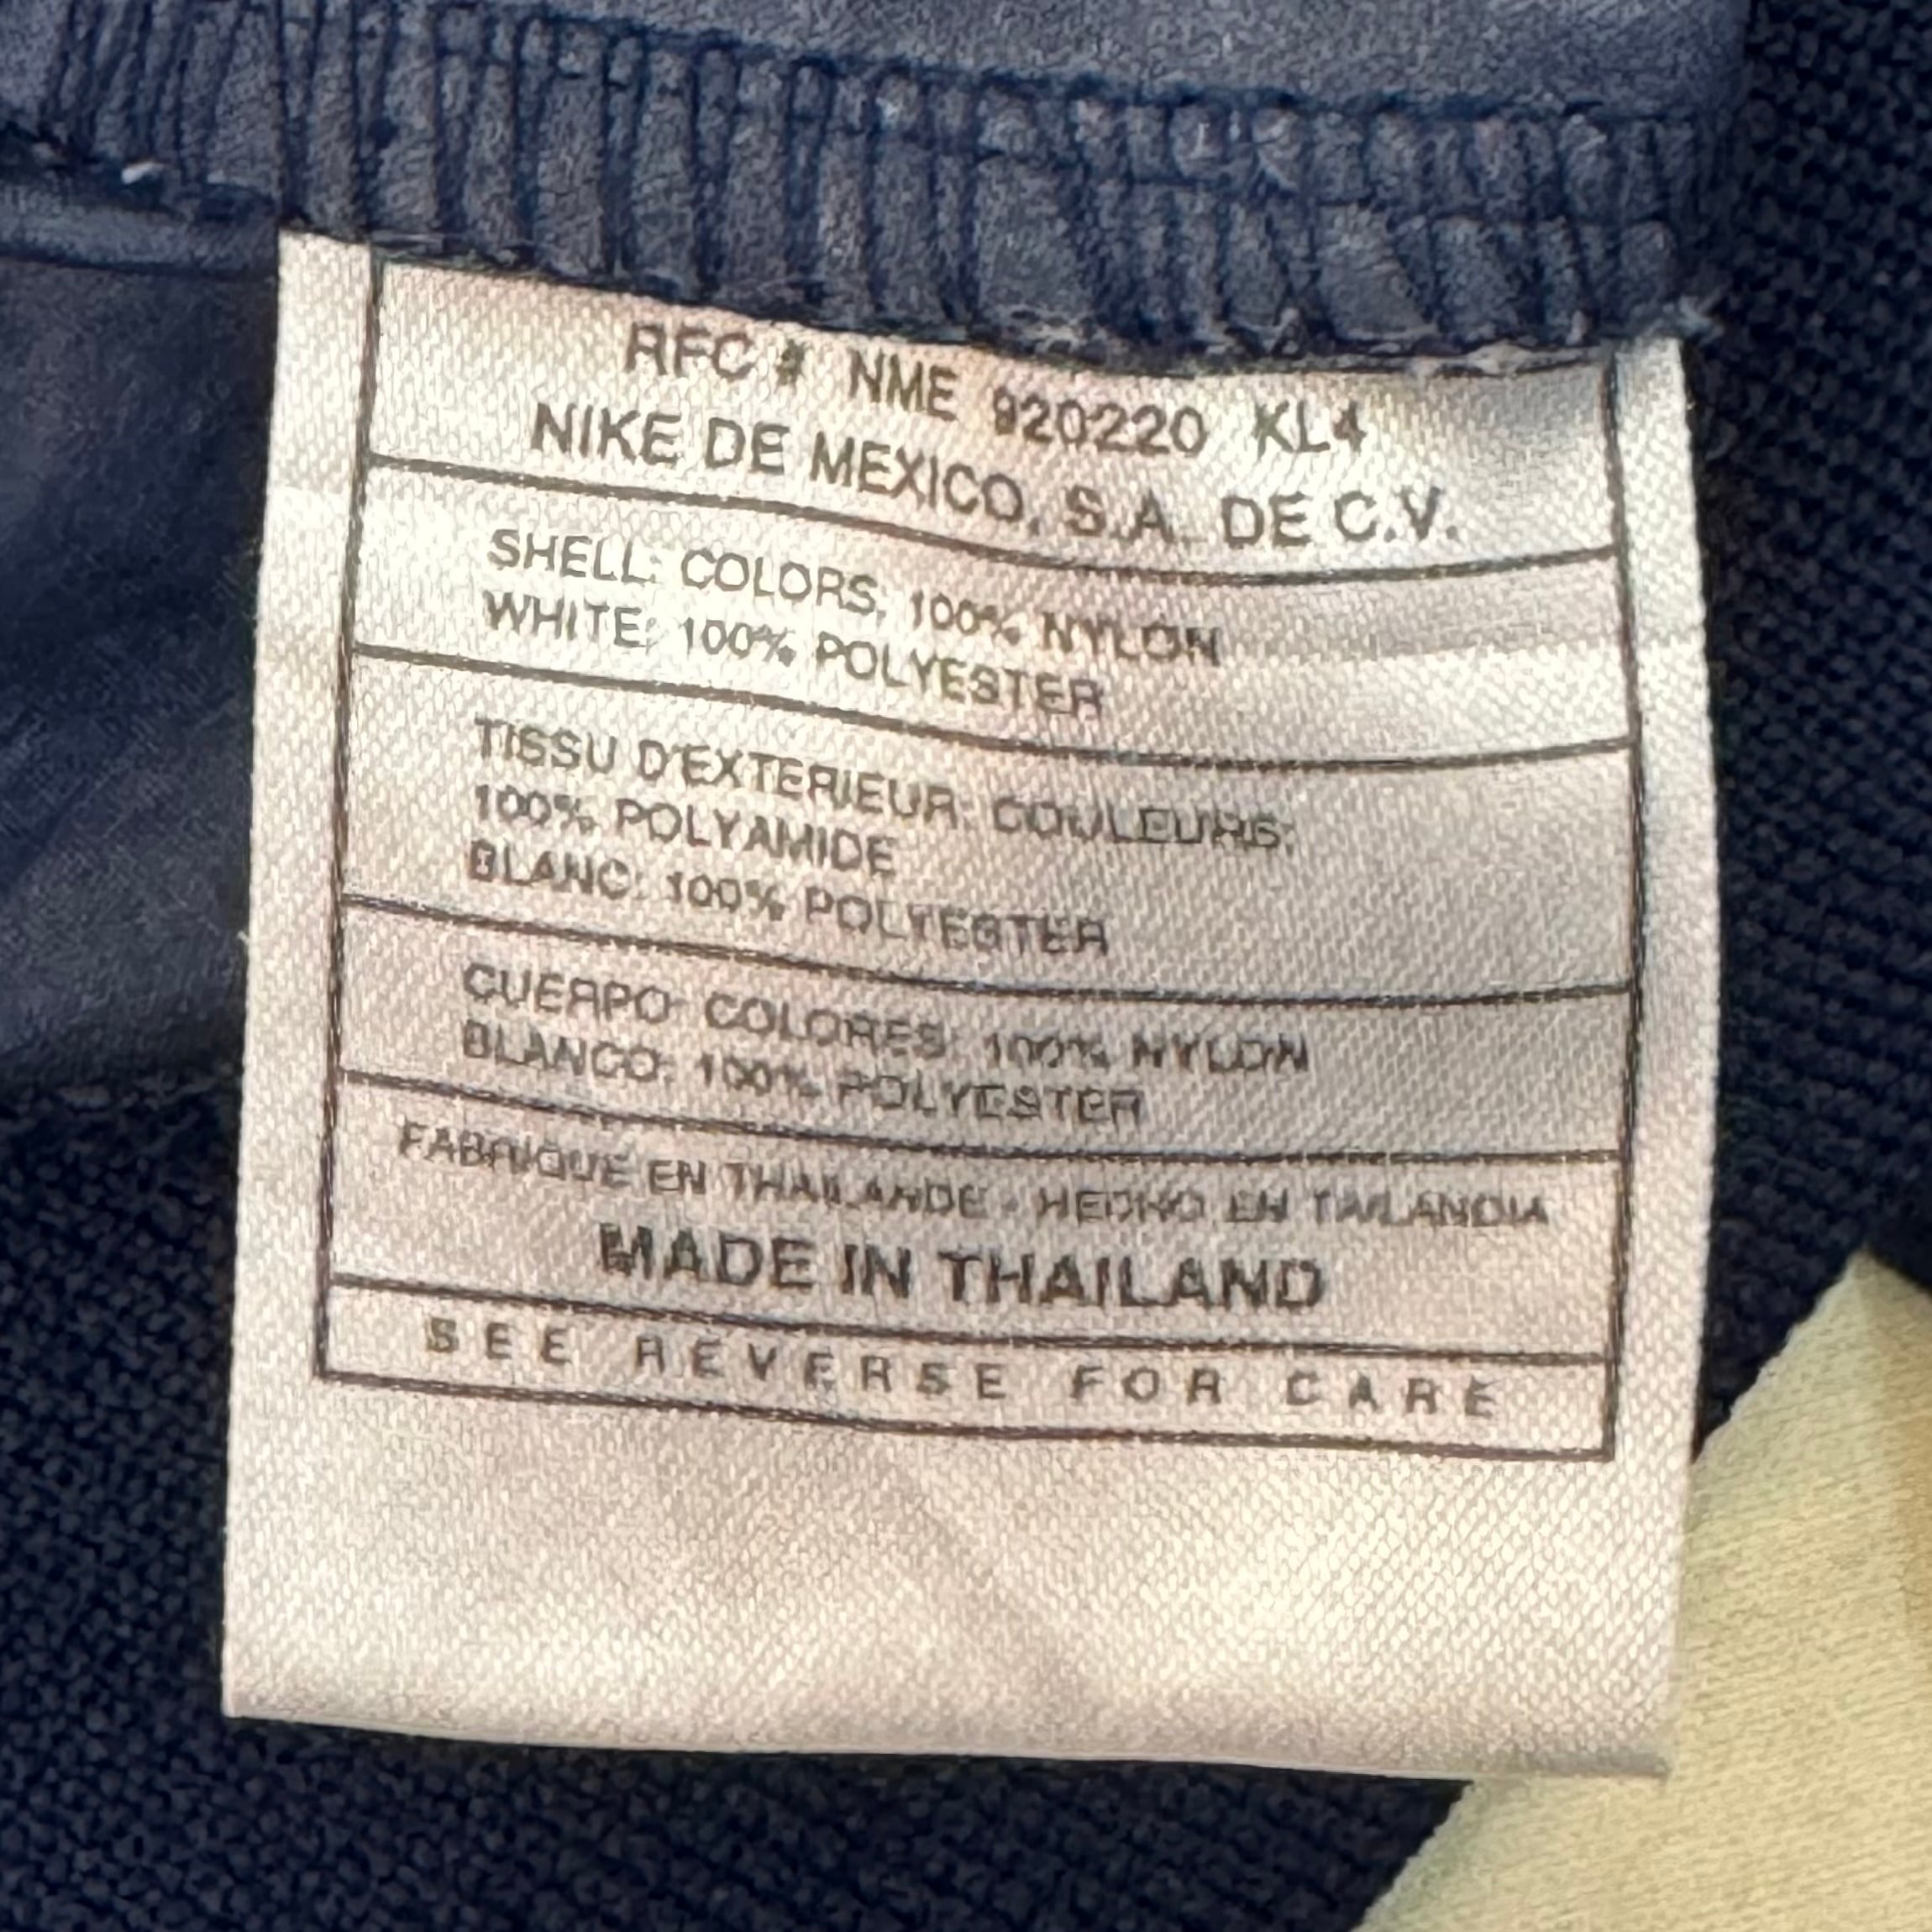 RFC # NME 920220 KL4
NIKE DE MEXICO, S.A. DE C.V.
SHELL: COLORS: 100% NYLON
WHITE: 100% POLYESTER
TISSU D'EXTERIEUR: COULEURS:
100% POLYAMIDE
BLANC: 100% POLYESTER
CUERPO: COLORES: 100% NYLON
BLANCO: 100% POLYESTER
FABRIQUE EN THAILANDE - HECHO EN TAILANDIA
MADE IN THAILAND
SEE REVERSE FOR CARE